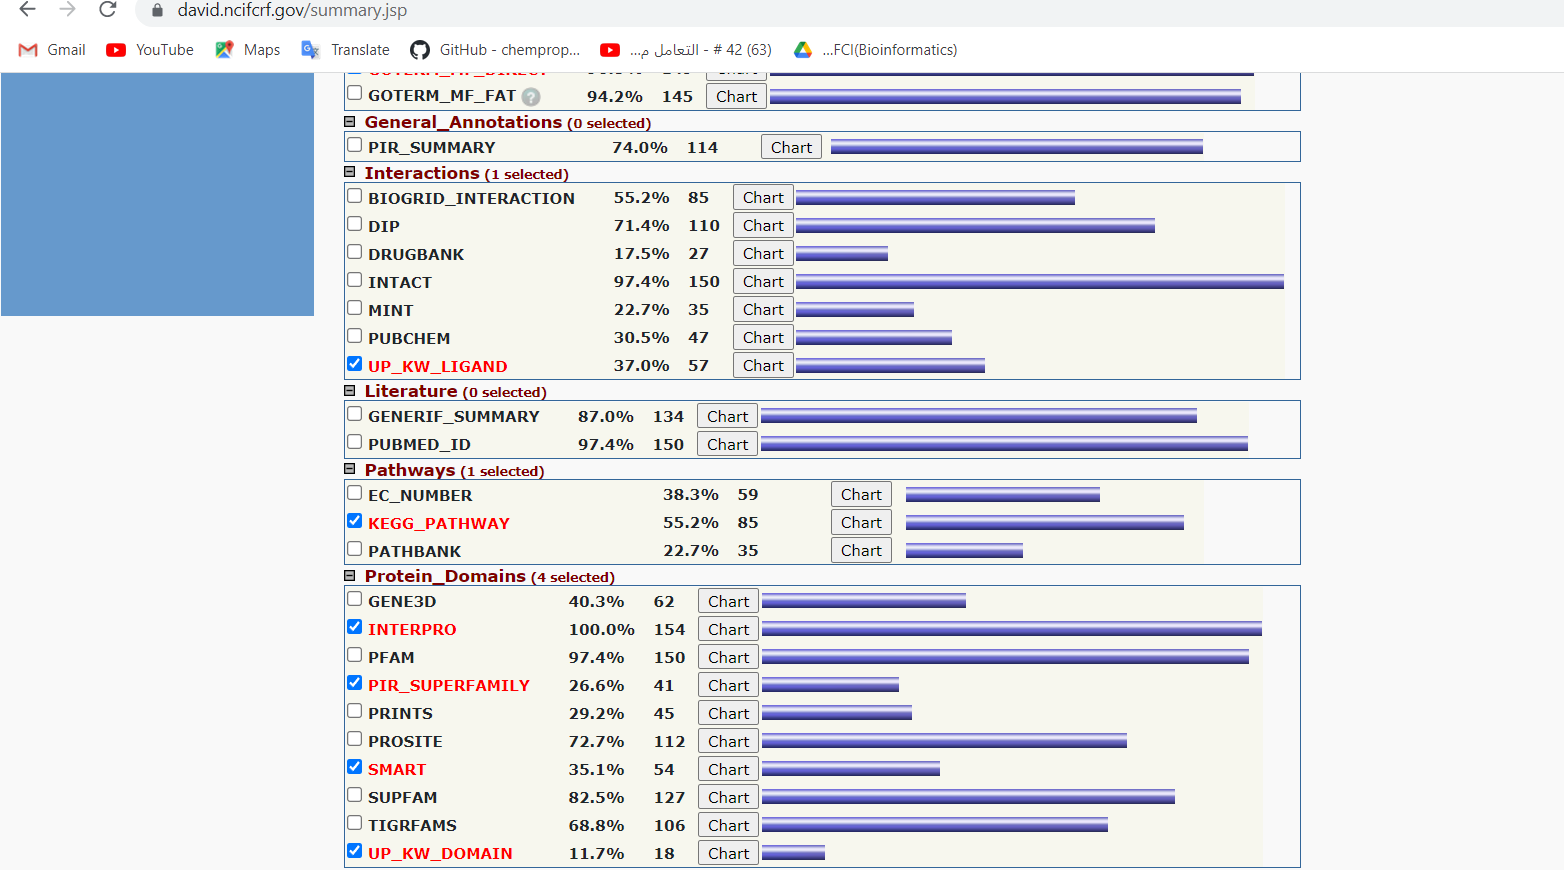 david.ncifcrf.gov/summary.jsp
Gmail YouTube Maps Translate GitHub - chemprop... ...التعامل م - # 42 (63) ...FCI(Bioinformatics)
GOTERM_MF_DIRECT Chart
GOTERM_MF_FAT ? 94.2% 145 Chart
General_Annotations (0 selected)
PIR_SUMMARY 74.0% 114 Chart
Interactions (1 selected)
BIOGRID_INTERACTION 55.2% 85 Chart
DIP 71.4% 110 Chart
DRUGBANK 17.5% 27 Chart
INTACT 97.4% 150 Chart
MINT 22.7% 35 Chart
PUBCHEM 30.5% 47 Chart
UP_KW_LIGAND 37.0% 57 Chart
Literature (0 selected)
GENERIF_SUMMARY 87.0% 134 Chart
PUBMED_ID 97.4% 150 Chart
Pathways (1 selected)
EC_NUMBER 38.3% 59 Chart
KEGG_PATHWAY 55.2% 85 Chart
PATHBANK 22.7% 35 Chart
Protein_Domains (4 selected)
GENE3D 40.3% 62 Chart
INTERPRO 100.0% 154 Chart
PFAM 97.4% 150 Chart
PIR_SUPERFAMILY 26.6% 41 Chart
PRINTS 29.2% 45 Chart
PROSITE 72.7% 112 Chart
SMART 35.1% 54 Chart
SUPFAM 82.5% 127 Chart
TIGRFAMS 68.8% 106 Chart
UP_KW_DOMAIN 11.7% 18 Chart